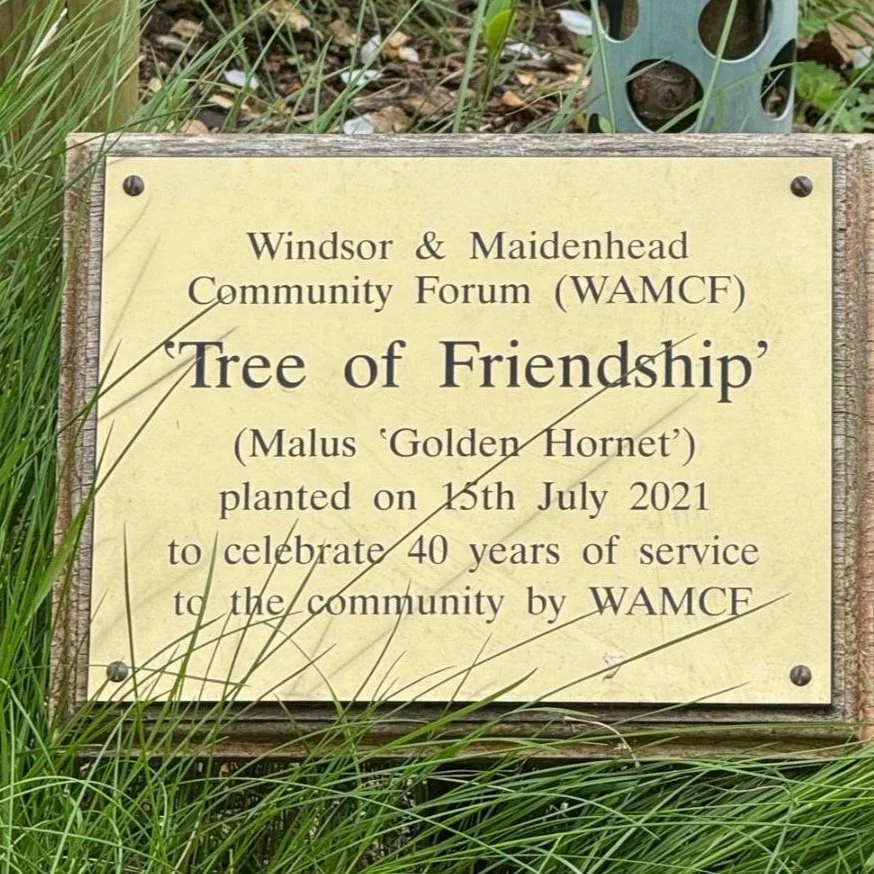 Windsor & Maidenhead
Community Forum (WAMCF)
‘Tree of Friendship’
(Malus ‘Golden Hornet’)
planted on 15th July 2021
to celebrate 40 years of service
to the community by WAMCF